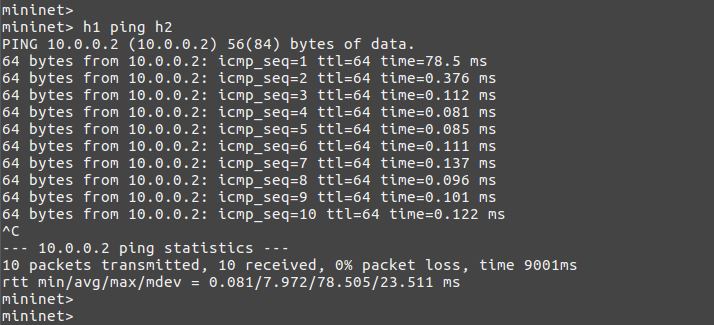 mininet>
mininet> h1 ping h2
PING 10.0.0.2 (10.0.0.2) 56(84) bytes of data.
64 bytes from 10.0.0.2: icmp_seq=1 ttl=64 time=78.5 ms
64 bytes from 10.0.0.2: icmp_seq=2 ttl=64 time=0.376 ms
64 bytes from 10.0.0.2: icmp_seq=3 ttl=64 time=0.112 ms
64 bytes from 10.0.0.2: icmp_seq=4 ttl=64 time=0.081 ms
64 bytes from 10.0.0.2: icmp_seq=5 ttl=64 time=0.085 ms
64 bytes from 10.0.0.2: icmp_seq=6 ttl=64 time=0.111 ms
64 bytes from 10.0.0.2: icmp_seq=7 ttl=64 time=0.137 ms
64 bytes from 10.0.0.2: icmp_seq=8 ttl=64 time=0.096 ms
64 bytes from 10.0.0.2: icmp_seq=9 ttl=64 time=0.101 ms
64 bytes from 10.0.0.2: icmp_seq=10 ttl=64 time=0.122 ms
^C
--- 10.0.0.2 ping statistics ---
10 packets transmitted, 10 received, 0% packet loss, time 9001ms
rtt min/avg/max/mdev = 0.081/7.972/78.505/23.511 ms
mininet>
mininet>